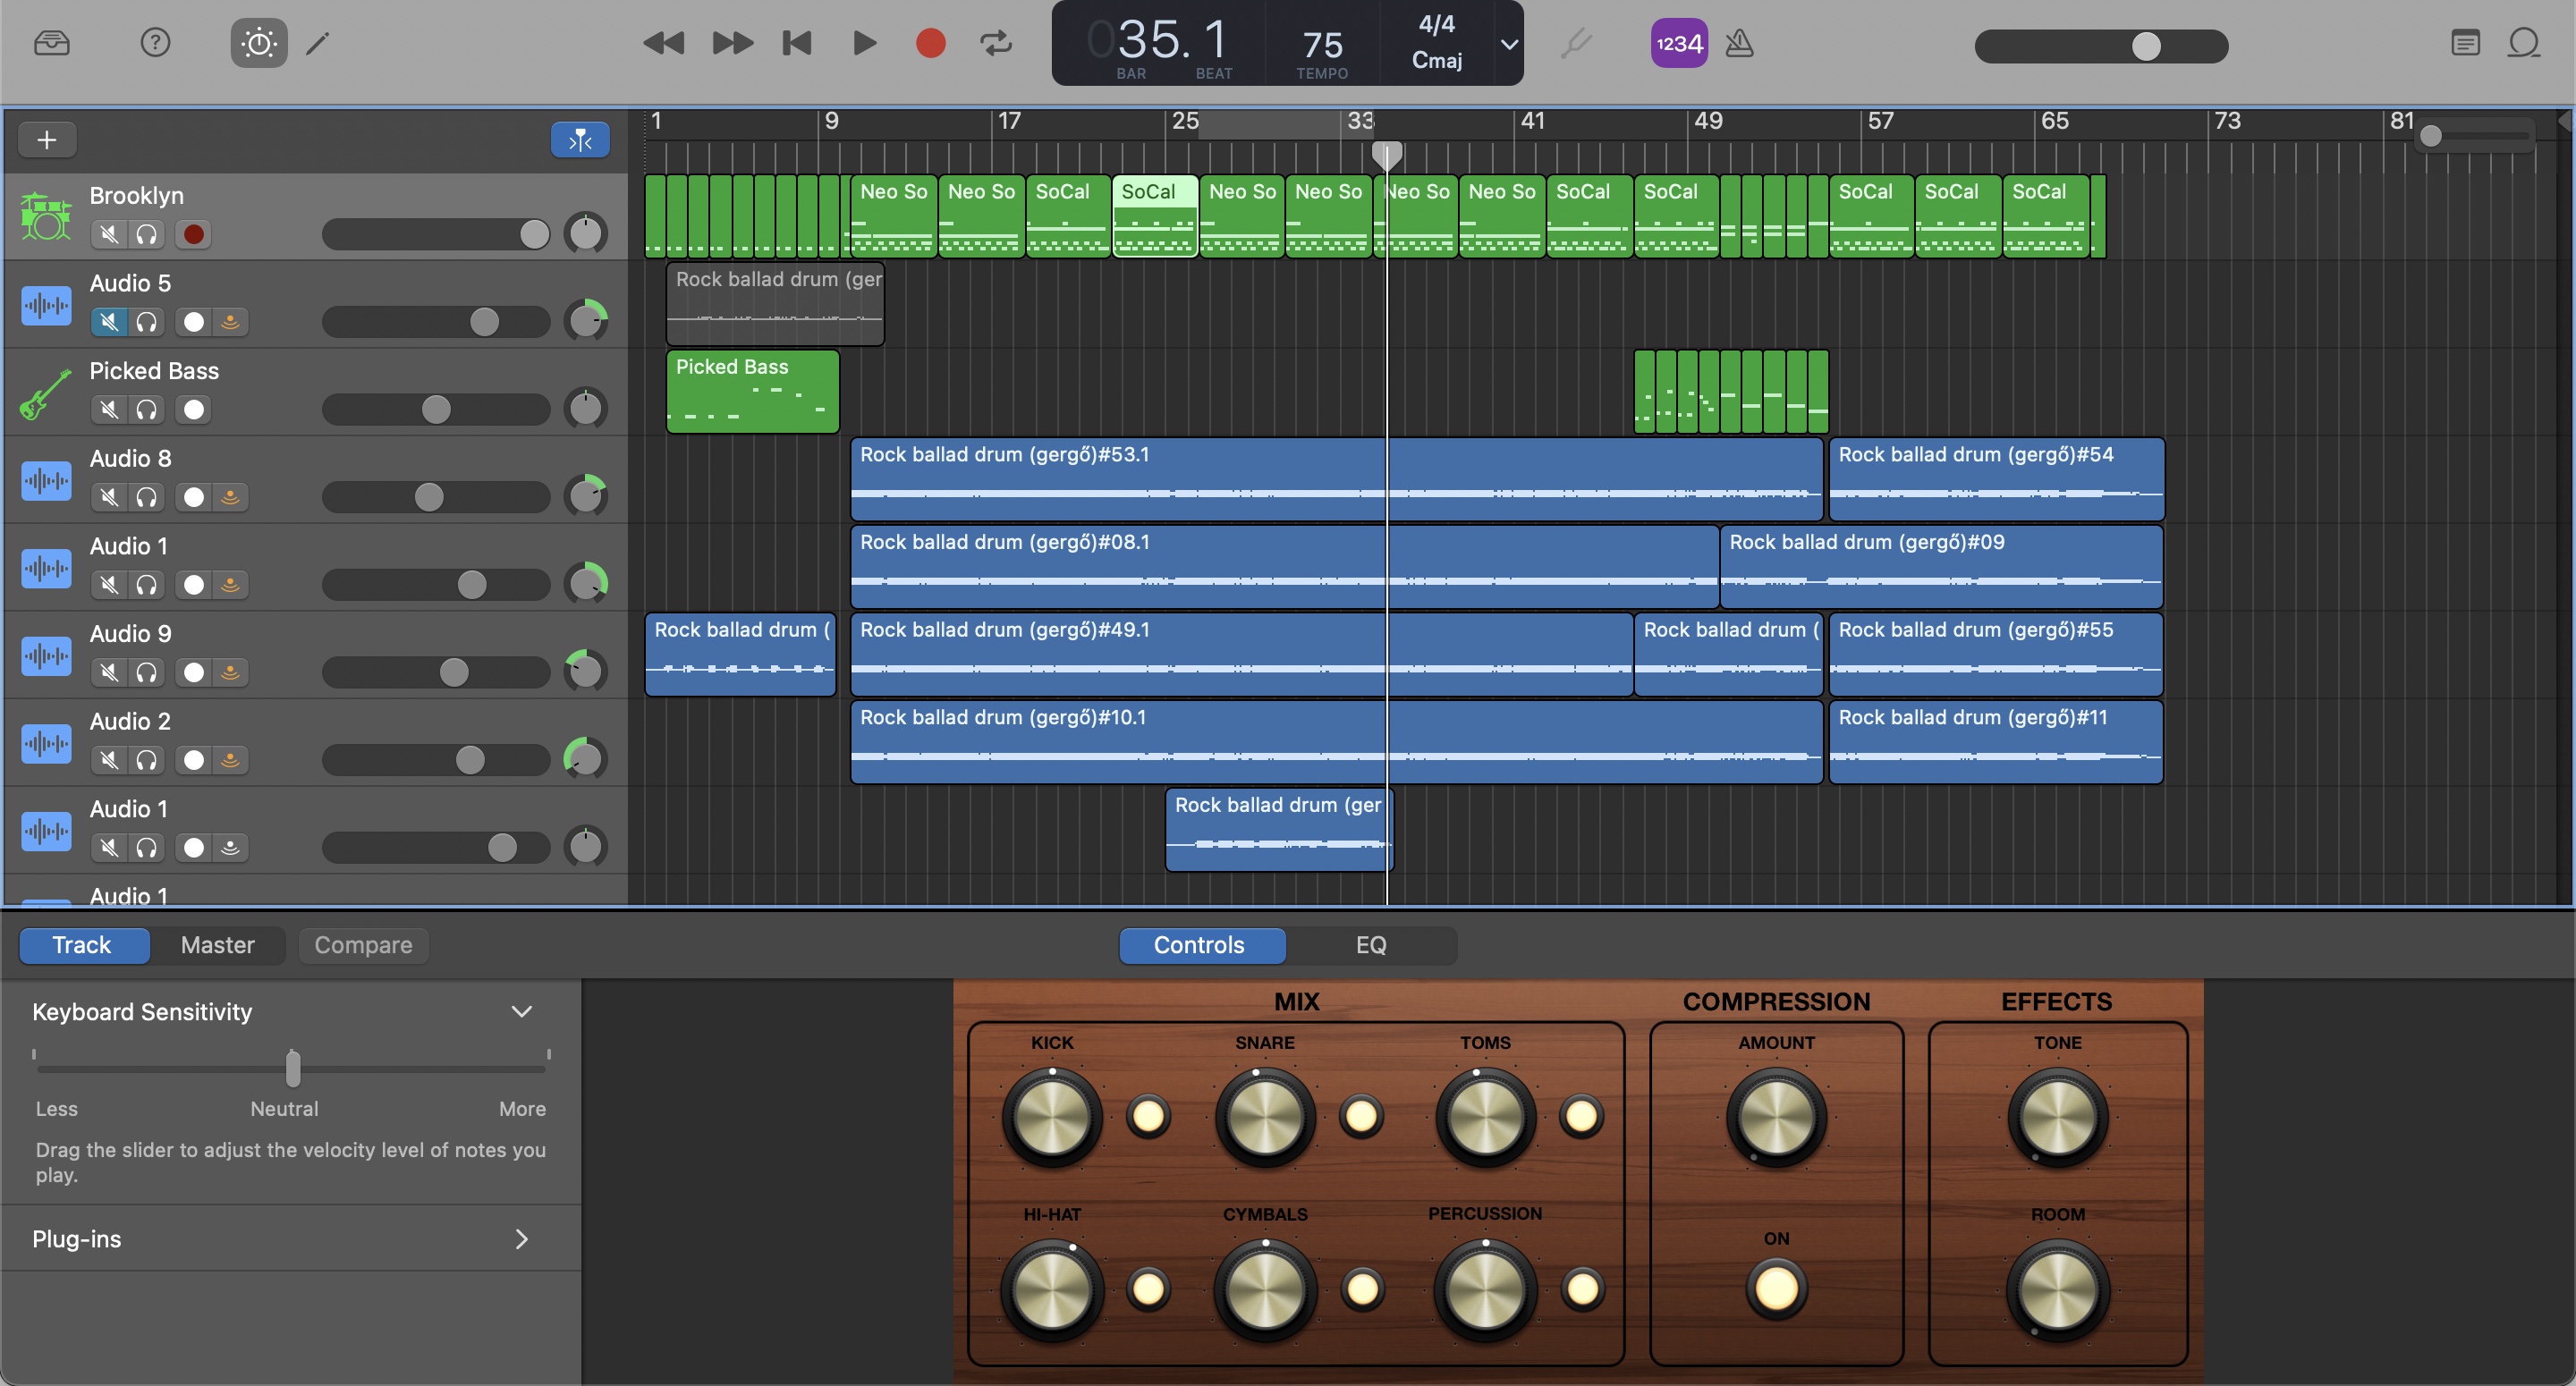 035. 1
BAR
BEAT
75
TEMPO
4/4
Cmaj
1234
1
9
17
25
33
41
49
57
65
73
81
Brooklyn
Neo So
Neo So
SoCal
SoCal
Neo So
Neo So
Neo So
Neo So
SoCal
SoCal
SoCal
SoCal
SoCal
Audio 5
Rock ballad drum (ger
Picked Bass
Picked Bass
Audio 8
Rock ballad drum (gergő)#53.1
Rock ballad drum (gergő)#54
Audio 1
Rock ballad drum (gergő)#08.1
Rock ballad drum (gergő)#09
Audio 9
Rock ballad drum (
Rock ballad drum (gergő)#49.1
Rock ballad drum (
Rock ballad drum (gergő)#55
Audio 2
Rock ballad drum (gergő)#10.1
Rock ballad drum (gergő)#11
Audio 1
Rock ballad drum (ger
Audio 1
Track
Master
Compare
Controls
EQ
Keyboard Sensitivity
Less
Neutral
More
Drag the slider to adjust the velocity level of notes you
play.
Plug-ins
MIX
COMPRESSION
EFFECTS
KICK
SNARE
TOMS
AMOUNT
TONE
HI-HAT
CYMBALS
PERCUSSION
ON
ROOM